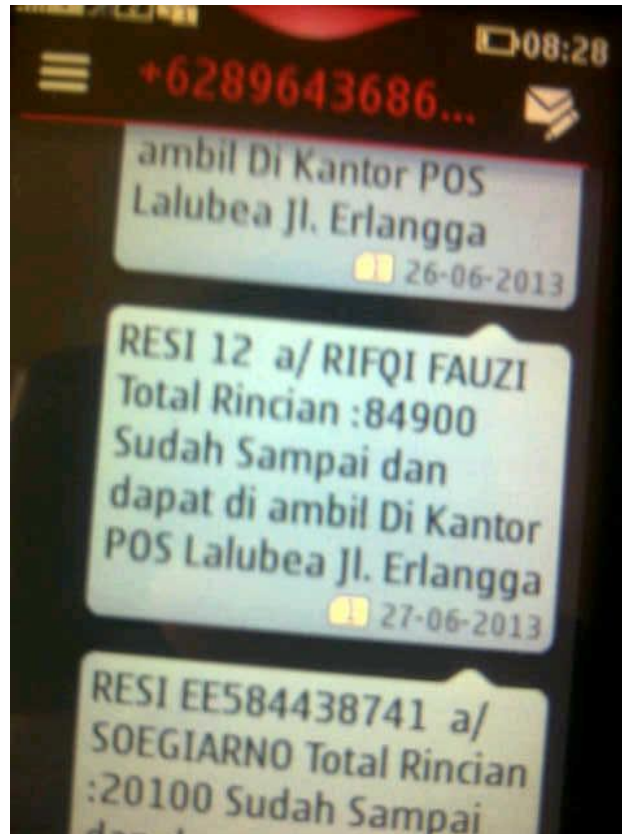 08:28
+6289643686...
ambil Di Kantor POS
Lalubea Jl. Erlangga
1 26-06-2013
RESI 12 a/ RIFQI FAUZI
Total Rincian :84900
Sudah Sampai dan
dapat di ambil Di Kantor
POS Lalubea Jl. Erlangga
1 27-06-2013
RESI EE584438741 a/
SOEGIARNO Total Rincian
:20100 Sudah Sampai